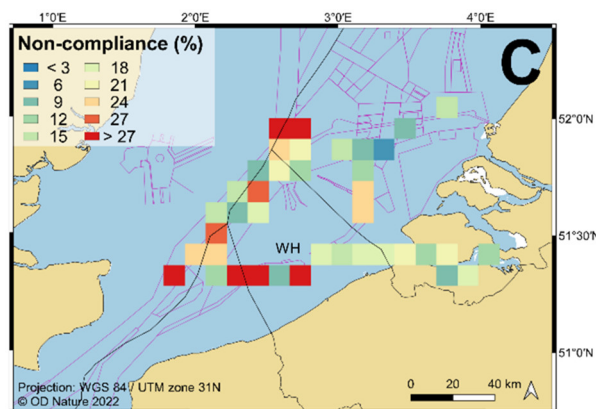 1°0'E 2°0'E 3°0'E 4°0'E
Non-compliance (%)
< 3 18
6 21
9 24
12 27
15 > 27
C
52°0'N
51°30'N
WH
51°0'N
Projection: WGS 84 / UTM zone 31N
© OD Nature 2022
0 20 40 km